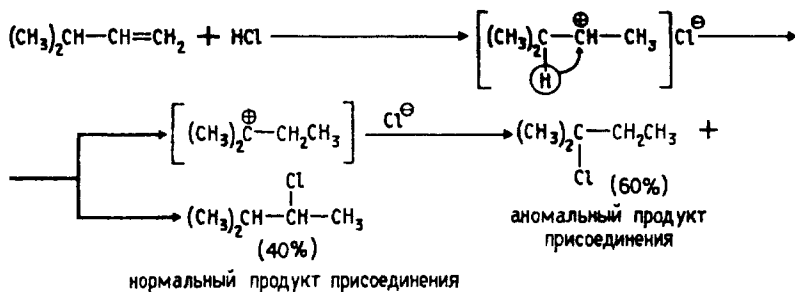 (CH₃)₂CH—CH=CH₂ + HCl ⟶ [(CH₃)₂C—CH⊕—CH₃]Cl⊖ ⟶
H
[(CH₃)₂C⊕—CH₂CH₃] Cl⊖ ⟶ (CH₃)₂C—CH₂CH₃ +
Cl
(60%)
аномальный продукт
присоединения
Cl
(CH₃)₂CH—CH—CH₃
(40%)
нормальный продукт присоединения